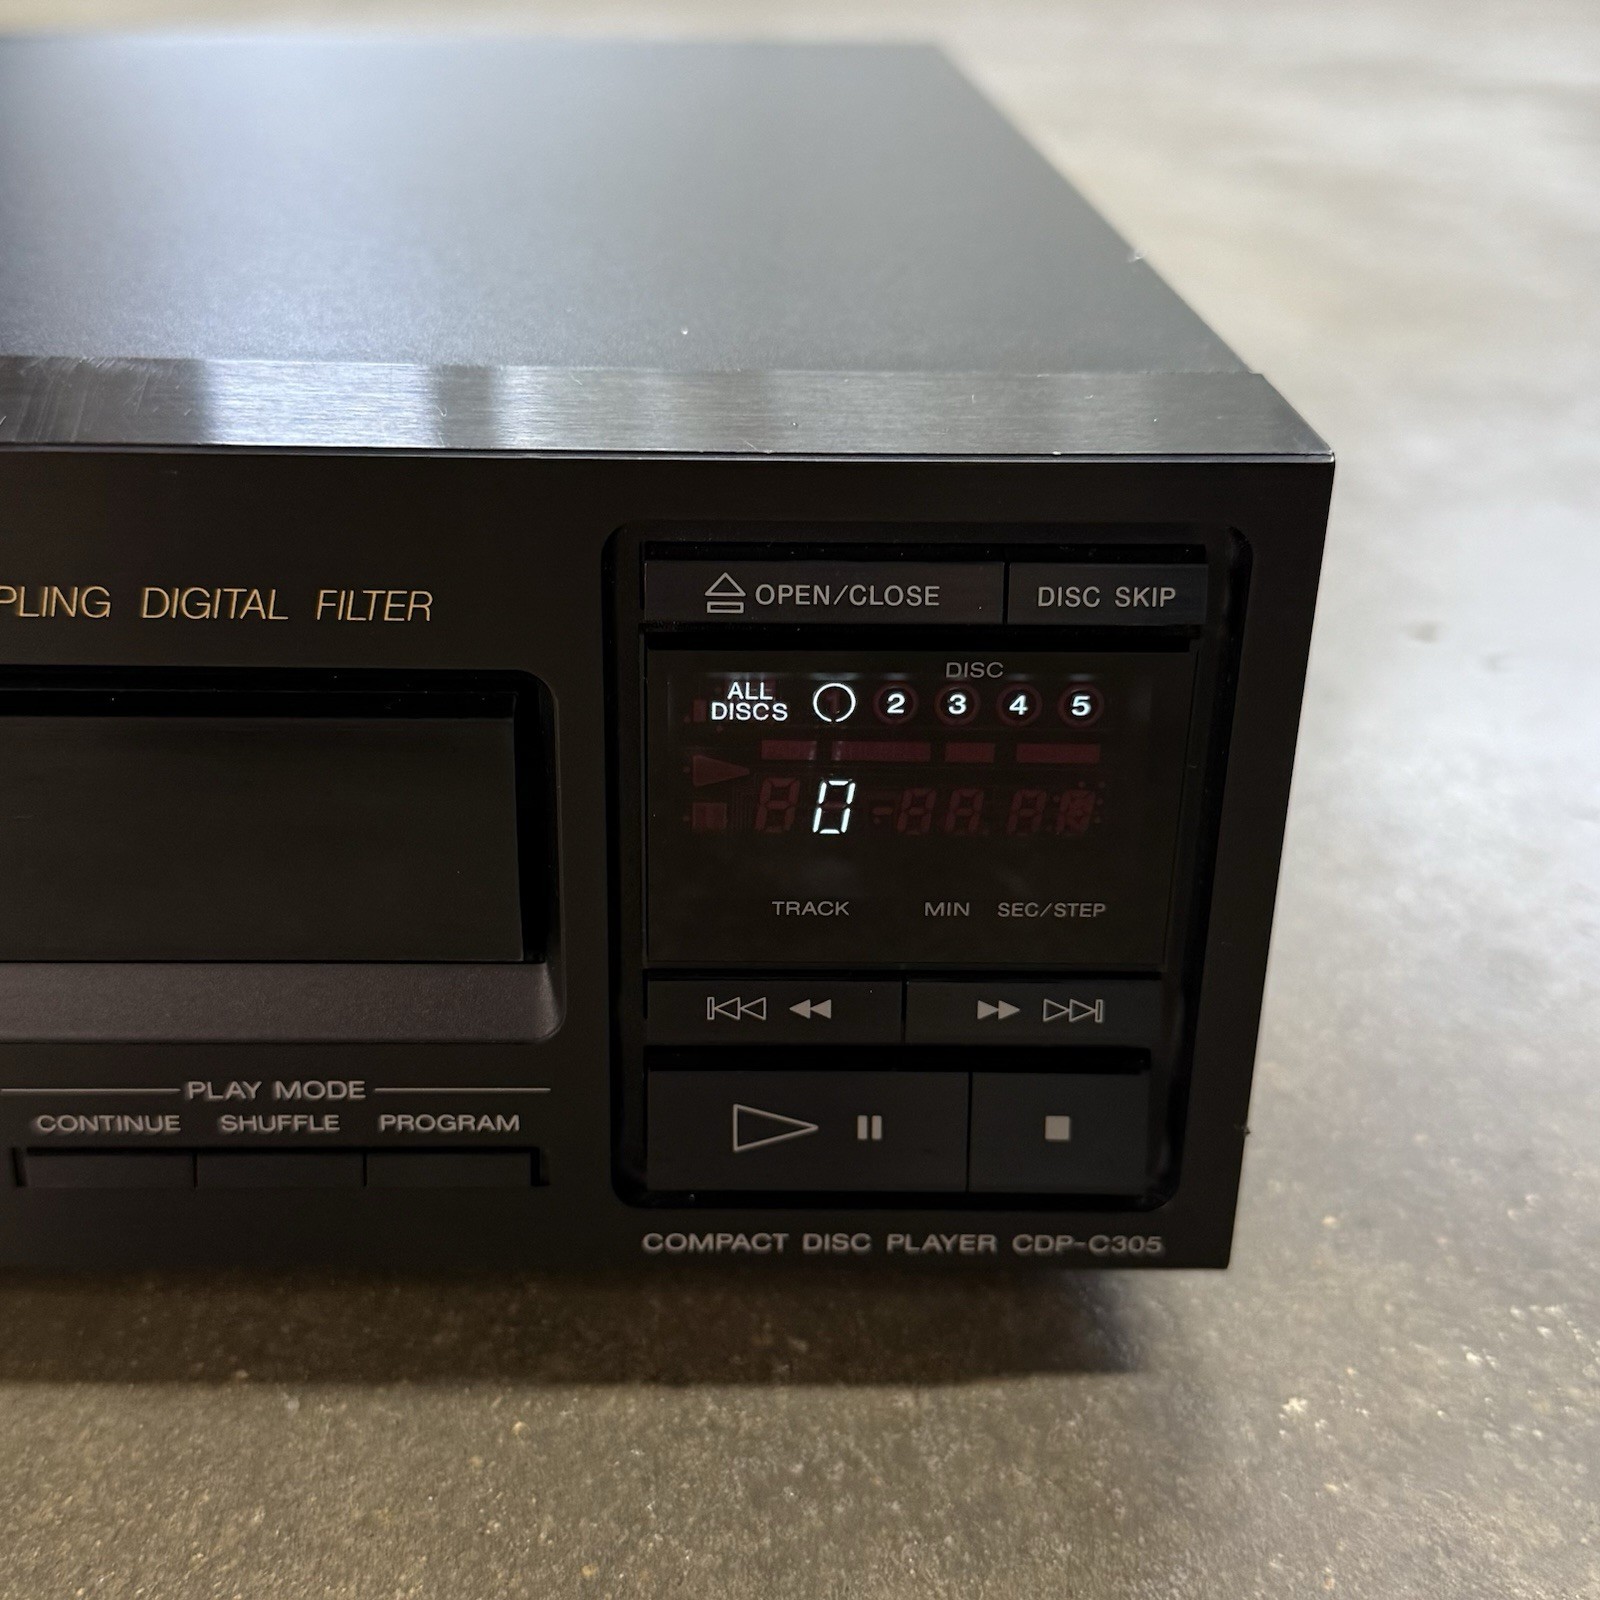 PLING DIGITAL FILTER
OPEN/CLOSE
DISC SKIP
DISC
ALL
DISCS
2 3 4 5
0
TRACK MIN SEC/STEP
PLAY MODE
CONTINUE SHUFFLE PROGRAM
COMPACT DISC PLAYER CDP-C305